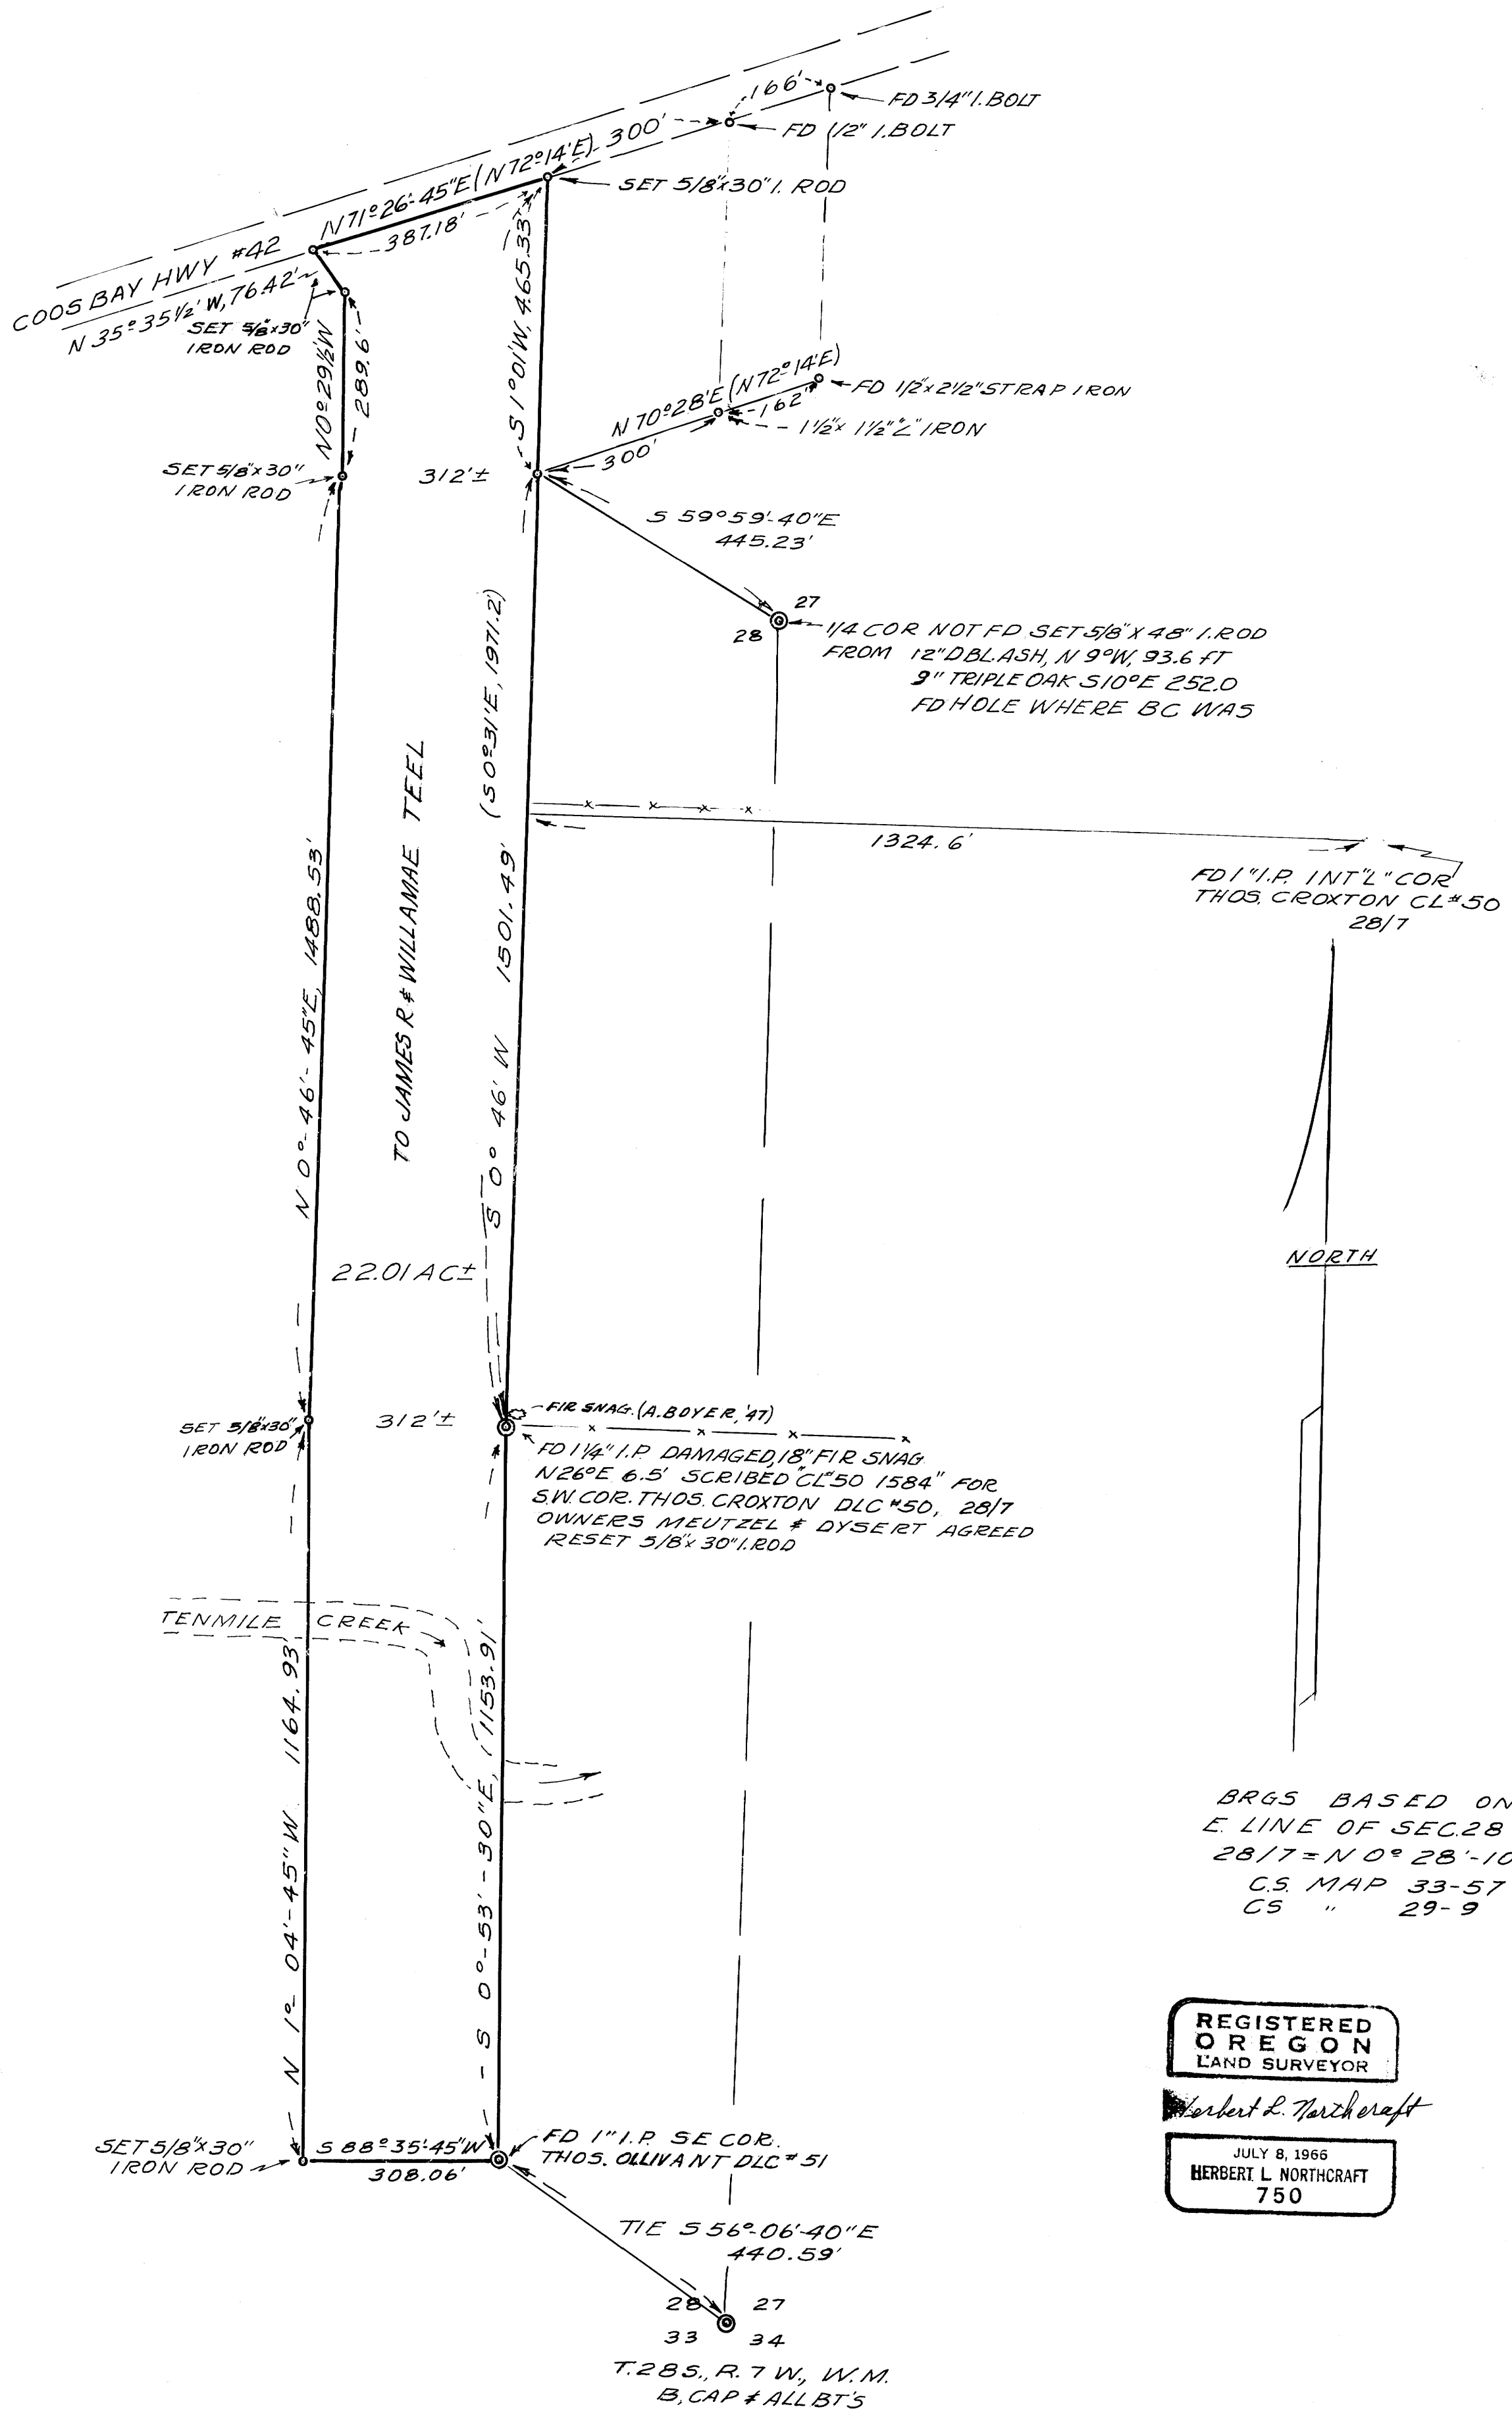 166'
FD 3/4" I. BOLT
300'
FD 1/2" I. BOLT
N 71°26'-45"E (N 72°14'E)
SET 5/8"x30" I. ROD
387.18'
COOS BAY HWY #42
N 35°35½' W, 76.42'
SET 5/8"x30"
IRON ROD
N 0°29½'W
289.6'
S 1°01'W, 465.33'
N 70°28'E (N 72°14'E)
162'
FD 1/2"x 2 1/2" STRAP IRON
1½"x 1½" "L" IRON
300'
SET 5/8"x30"
IRON ROD
312'±
S 59°59'-40"E
445.23'
27
28
1/4 COR NOT FD SET 5/8" X 48" I. ROD
FROM 12" DBL. ASH, N 9°W, 93.6 FT
9" TRIPLE OAK S 10°E 252.0
FD HOLE WHERE BC WAS
(S 0°31'E, 1971.2')
1324.6'
FD 1" I.P. INT "L" COR
THOS. CROXTON CL #50
28/7
N 0°-46'-45"E, 1488.53'
TO JAMES R & WILLAMAE TEEL
S 0° 46' W 1501.49'
NORTH
22.01 AC±
SET 5/8"x30"
IRON ROD
312'±
FIR SNAG. (A. BOYER, '47)
FD 1¼" I.P. DAMAGED, 18" FIR SNAG
N 26°E 6.5' SCRIBED "CL 50 1584" FOR
S.W. COR. THOS. CROXTON DLC #50, 28/7
OWNERS MEUTZEL & DYSERT AGREED
RESET 5/8"x 30" I. ROD
TENMILE CREEK
N 1° 04'-45" W 1164.93'
S 0°-53'-30"E, 1153.91'
BRGS BASED ON
E. LINE OF SEC. 28
28/7 = N 0° 28'-10
C.S. MAP 33-57
CS " 29-9
REGISTERED
OREGON
LAND SURVEYOR
Herbert L. Northcraft
JULY 8, 1966
HERBERT L. NORTHCRAFT
750
SET 5/8"x30"
IRON ROD
S 88°35'-45"W
308.06'
FD 1" I.P. SE COR.
THOS. OLLIVANT DLC #51
TIE S 56°-06'-40"E
440.59'
28 27
33 34
T. 28 S., R. 7 W., W.M.
B. CAP & ALL BT'S